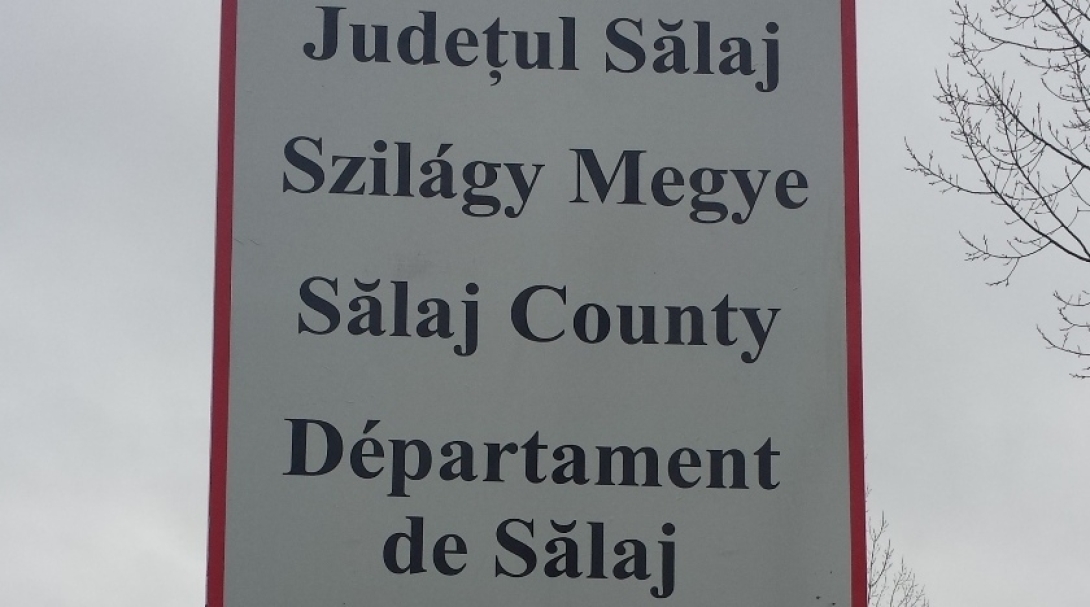 Județul Sălaj
Szilágy Megye
Sălaj County
Départament
de Sălaj